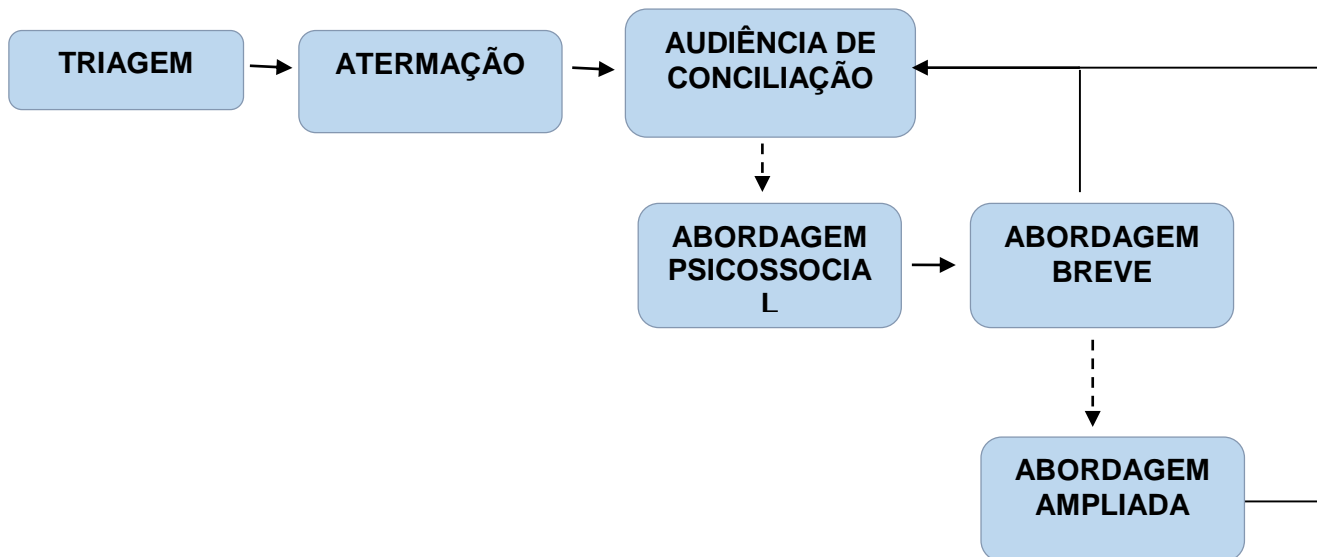 TRIAGEM
ATERMAÇÃO
AUDIÊNCIA DE
CONCILIAÇÃO
ABORDAGEM
PSICOSSOCIA
L
ABORDAGEM
BREVE
ABORDAGEM
AMPLIADA